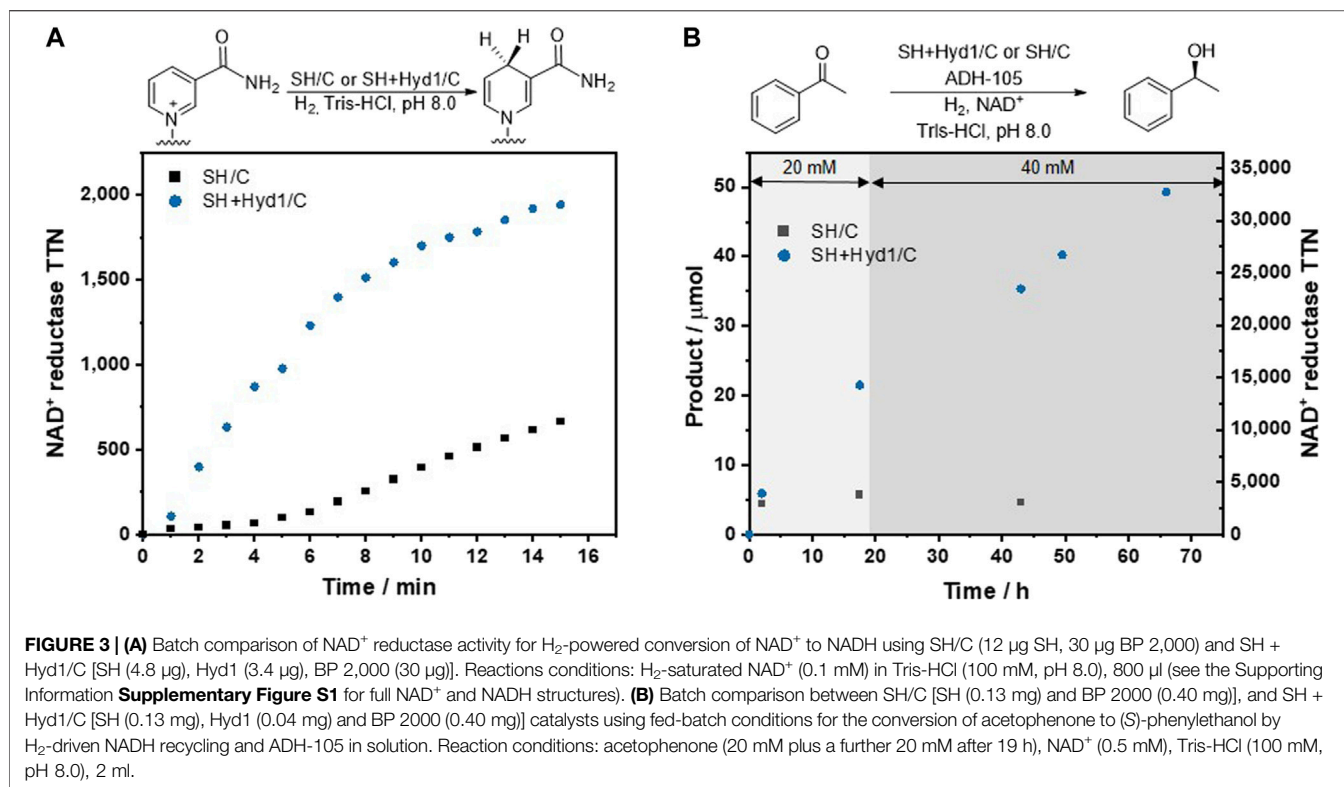 A
O
NH₂
N
+
SH/C or SH+Hyd1/C
H₂, Tris-HCl, pH 8.0
H H O
NH₂
N
NAD⁺ reductase TTN
2,000
1,500
1,000
500
0
SH/C
SH+Hyd1/C
0 2 4 6 8 10 12 14 16
Time / min
B
O
SH+Hyd1/C or SH/C
ADH-105
H₂, NAD⁺
Tris-HCl, pH 8.0
OH
20 mM 40 mM
Product / μmol
50
40
30
20
10
0
SH/C
SH+Hyd1/C
35,000
30,000
25,000
20,000
15,000
10,000
5,000
0
NAD⁺ reductase TTN
0 10 20 30 40 50 60 70
Time / h
FIGURE 3 | (A) Batch comparison of NAD⁺ reductase activity for H₂-powered conversion of NAD⁺ to NADH using SH/C (12 μg SH, 30 μg BP 2,000) and SH +
Hyd1/C [SH (4.8 μg), Hyd1 (3.4 μg), BP 2,000 (30 μg)]. Reactions conditions: H₂-saturated NAD⁺ (0.1 mM) in Tris-HCl (100 mM, pH 8.0), 800 μl (see the Supporting
Information Supplementary Figure S1 for full NAD⁺ and NADH structures). (B) Batch comparison between SH/C [SH (0.13 mg) and BP 2000 (0.40 mg)], and SH +
Hyd1/C [SH (0.13 mg), Hyd1 (0.04 mg) and BP 2000 (0.40 mg)] catalysts using fed-batch conditions for the conversion of acetophenone to (S)-phenylethanol by
H₂-driven NADH recycling and ADH-105 in solution. Reaction conditions: acetophenone (20 mM plus a further 20 mM after 19 h), NAD⁺ (0.5 mM), Tris-HCl (100 mM,
pH 8.0), 2 ml.